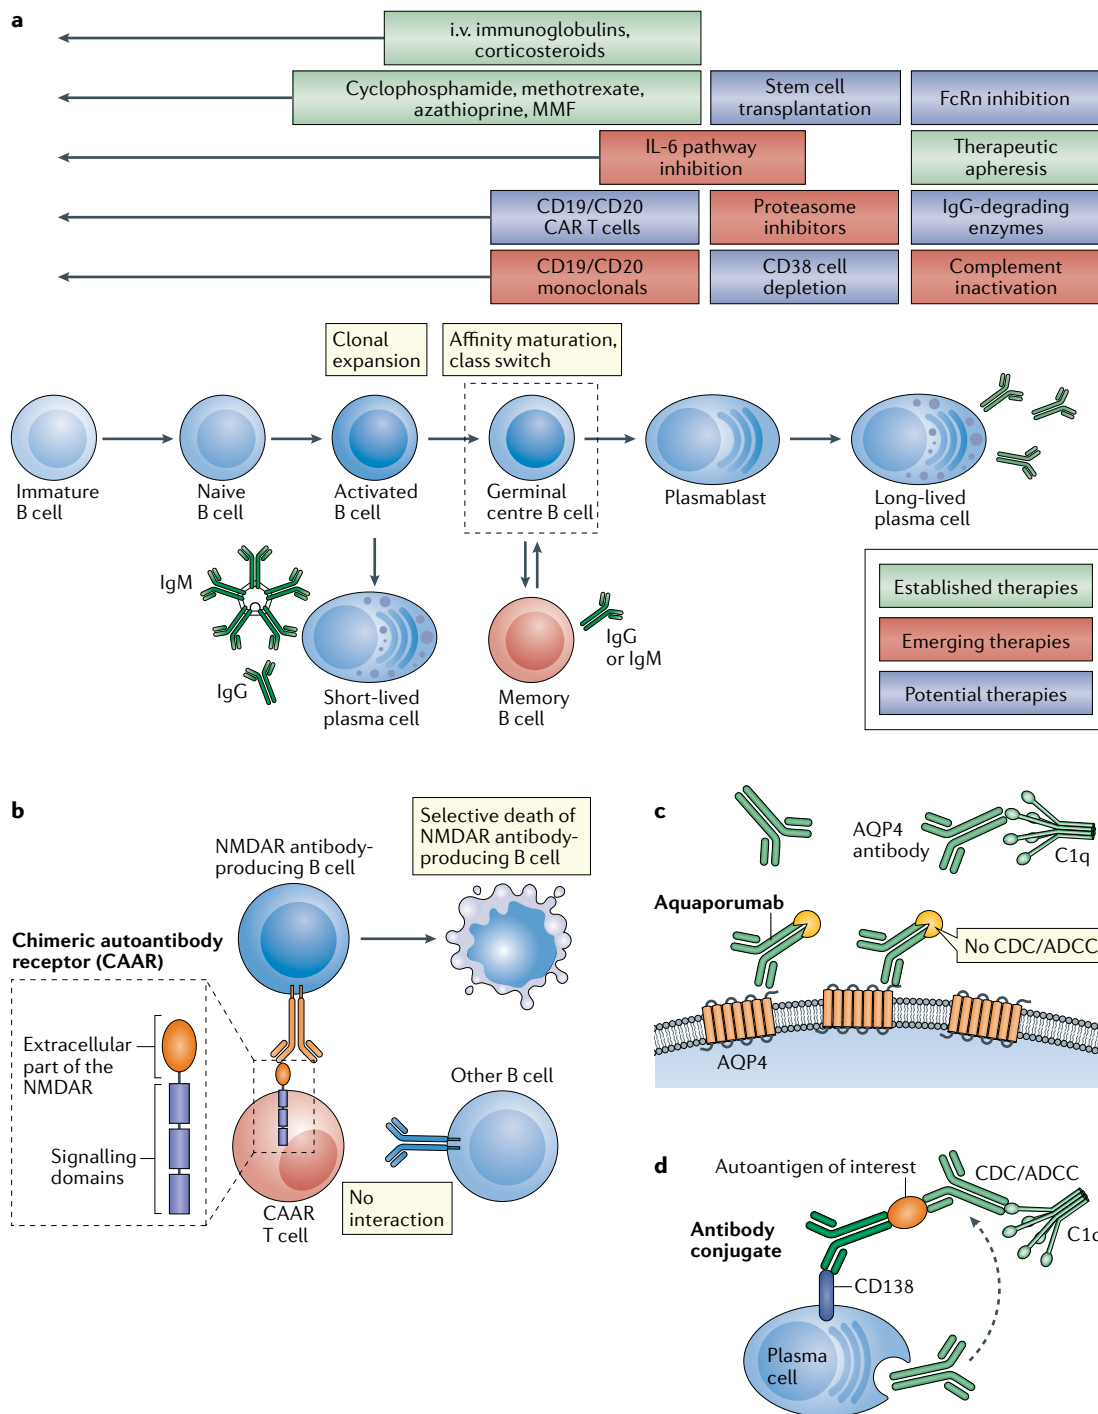 a
i.v. immunoglobulins,
corticosteroids
Cyclophosphamide, methotrexate,
azathioprine, MMF
Stem cell
transplantation
FcRn inhibition
IL-6 pathway
inhibition
Therapeutic
apheresis
CD19/CD20
CAR T cells
Proteasome
inhibitors
IgG-degrading
enzymes
CD19/CD20
monoclonals
CD38 cell
depletion
Complement
inactivation
Clonal
expansion
Affinity maturation,
class switch
Immature
B cell
Naive
B cell
Activated
B cell
Germinal
centre B cell
Plasmablast
Long-lived
plasma cell
IgM
IgG
Short-lived
plasma cell
IgG
or IgM
Memory
B cell
Established therapies
Emerging therapies
Potential therapies
b
NMDAR antibody-
producing B cell
Selective death of
NMDAR antibody-
producing B cell
Chimeric autoantibody
receptor (CAAR)
Extracellular
part of the
NMDAR
Signalling
domains
Other B cell
No
interaction
CAAR
T cell
c
AQP4
antibody
C1q
Aquaporumab
No CDC/ADCC
AQP4
d
Autoantigen of interest
CDC/ADCC
C1q
Antibody
conjugate
CD138
Plasma
cell